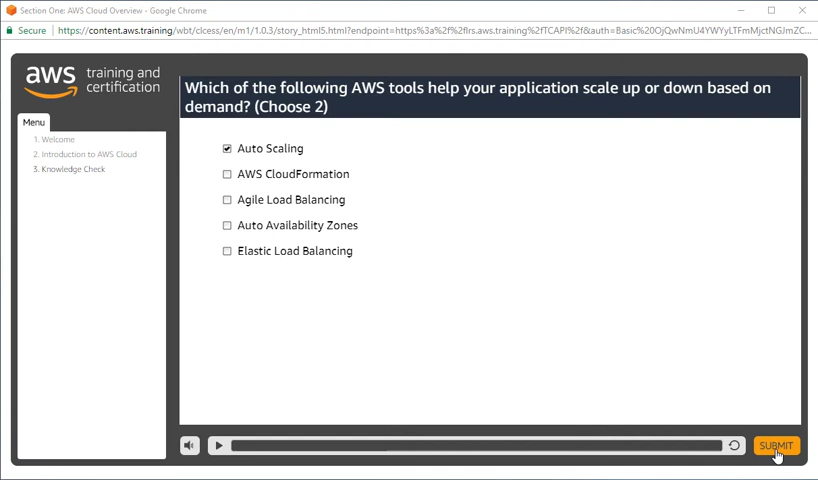 Section One: AWS Cloud Overview - Google Chrome
Secure https://content.aws.training/wbt/clcess/en/m1/1.0.3/story_html5.html?endpoint=https%3a%2f%2flrs.aws.training%2fTCAPI%2f&auth=Basic%20OjQwNmU4YWYyLTFmMjctNGJmZC...
aws training and
certification
Menu
1. Welcome
2. Introduction to AWS Cloud
3. Knowledge Check
Which of the following AWS tools help your application scale up or down based on
demand? (Choose 2)
Auto Scaling
AWS CloudFormation
Agile Load Balancing
Auto Availability Zones
Elastic Load Balancing
SUBMIT